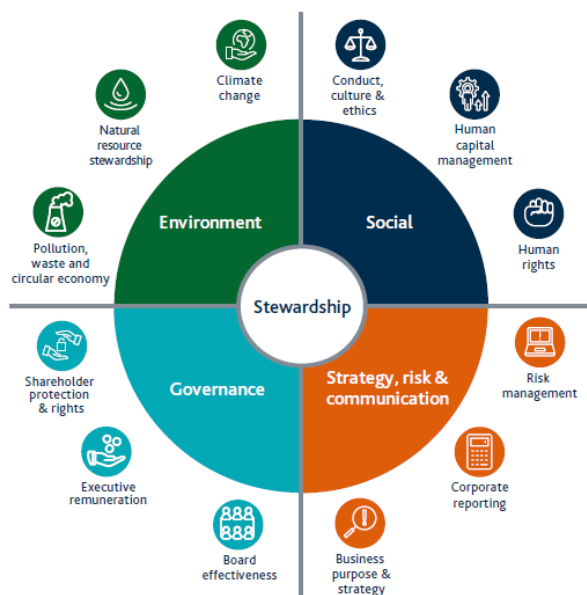 Climate
change
Conduct,
culture &
ethics
Natural
resource
stewardship
Human
capital
management
Pollution,
waste and
circular economy
Human
rights
Environment
Social
Stewardship
Governance
Strategy, risk &
communication
Shareholder
protection
& rights
Risk
management
Executive
remuneration
Corporate
reporting
Board
effectiveness
Business
purpose &
strategy